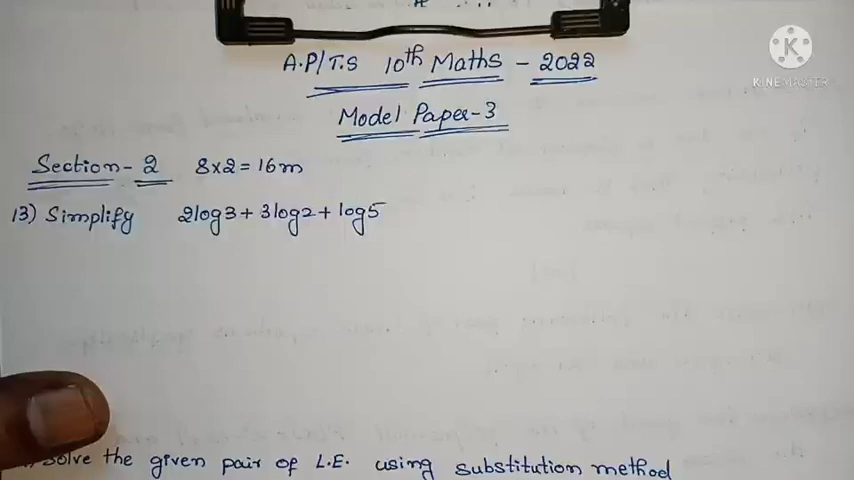 A.P/T.S 10th Maths - 2022
KINEMASTER
Model Paper-3
Section-2 8x2=16m
13) Simplify 2log3+3log2+log5
Solve the given pair of L.E. using substitution method